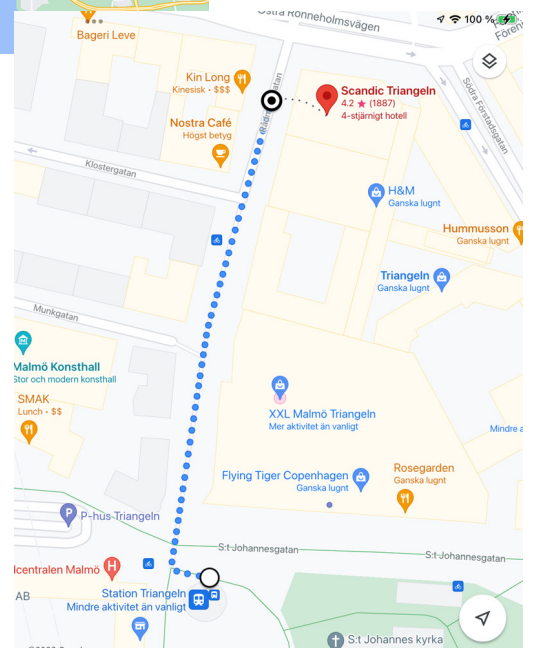 Östra Rönneholmsvägen
100 %
Bageri Leve
Kin Long
Kinesisk • $$$
Scandic Triangeln
4.2 ★ (1887)
4-stjärnigt hotell
Södra Förstadsgatan
Nostra Café
Högst betyg
Klostergatan
H&M
Ganska lugnt
Hummusson
Ganska lugnt
Triangeln
Ganska lugnt
Munkgatan
Malmö Konsthall
Stor och modern konsthall
SMAK
Lunch • $$
XXL Malmö Triangeln
Mer aktivitet än vanligt
Mindre a
Flying Tiger Copenhagen
Ganska lugnt
Rosegarden
Ganska lugnt
P
P-hus Triangeln
S:t Johannesgatan
S:t Johannesgatan
dcentralen Malmö
H
Station Triangeln
Mindre aktivitet än vanligt
AB
S:t Johannes kyrka